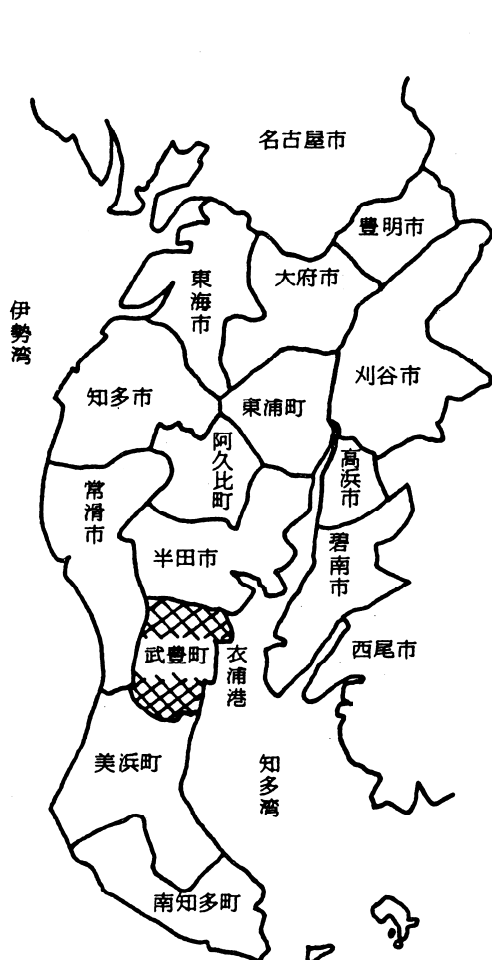 名古屋市
豊明市
大府市
東海市
伊勢湾
刈谷市
知多市
東浦町
阿久比町
高浜市
常滑市
半田市
碧南市
武豊町
衣浦港
西尾市
美浜町
知多湾
南知多町